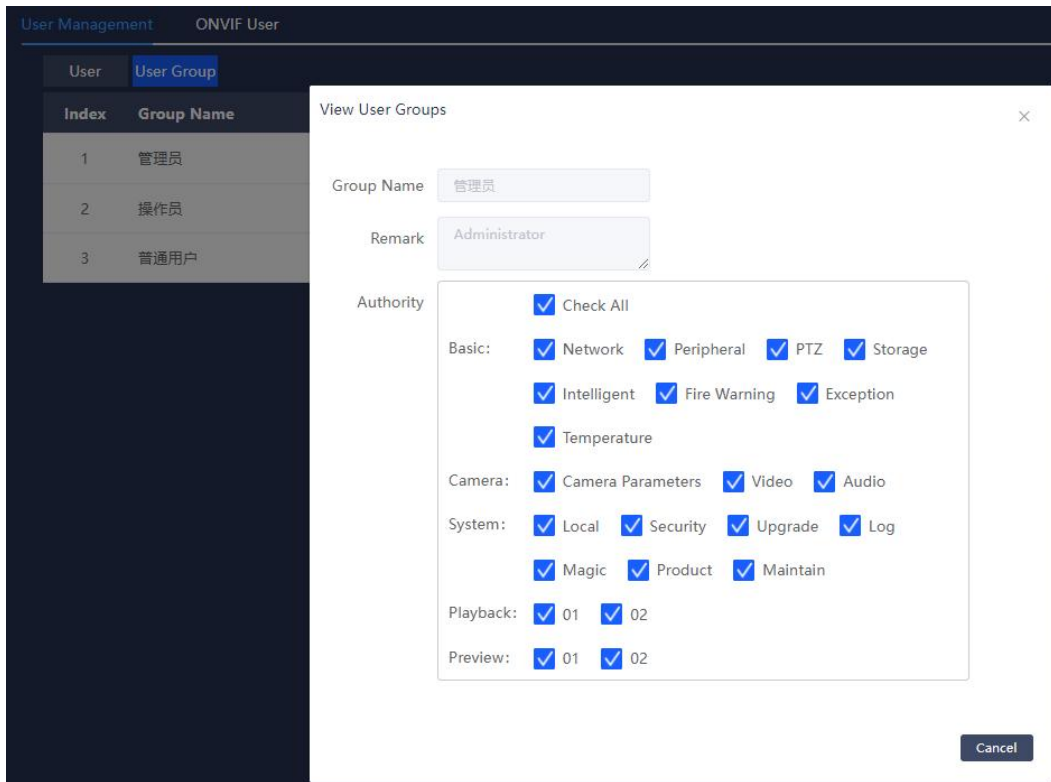 User Management ONVIF User
User User Group
Index Group Name
1 管理员
2 操作员
3 普通用户
View User Groups
Group Name 管理员
Remark Administrator
Authority Check All
Basic: Network Peripheral PTZ Storage
Intelligent Fire Warning Exception
Temperature
Camera: Camera Parameters Video Audio
System: Local Security Upgrade Log
Magic Product Maintain
Playback: 01 02
Preview: 01 02
Cancel